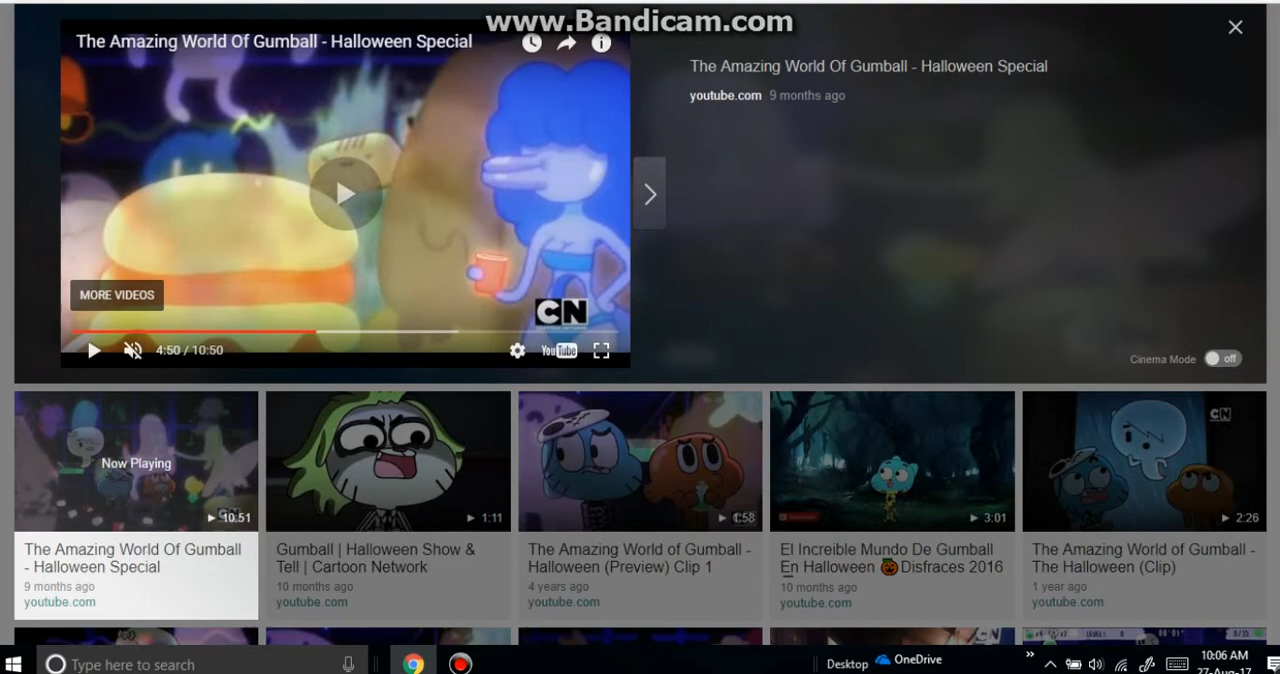 www.Bandicam.com
The Amazing World Of Gumball - Halloween Special
The Amazing World Of Gumball - Halloween Special
youtube.com 9 months ago
MORE VIDEOS
CN
4:50 / 10:50
YouTube
Cinema Mode off
Now Playing
10:51
1:11
1:58
3:01
CN
2:26
The Amazing World Of Gumball
- Halloween Special
9 months ago
youtube.com
Gumball | Halloween Show &
Tell | Cartoon Network
10 months ago
youtube.com
The Amazing World of Gumball -
Halloween (Preview) Clip 1
4 years ago
youtube.com
El Increible Mundo De Gumball
En Halloween 🎃Disfraces 2016
10 months ago
youtube.com
The Amazing World of Gumball -
The Halloween (Clip)
1 year ago
youtube.com
CN
Type here to search
Desktop
OneDrive
10:06 AM
27-Aug-17